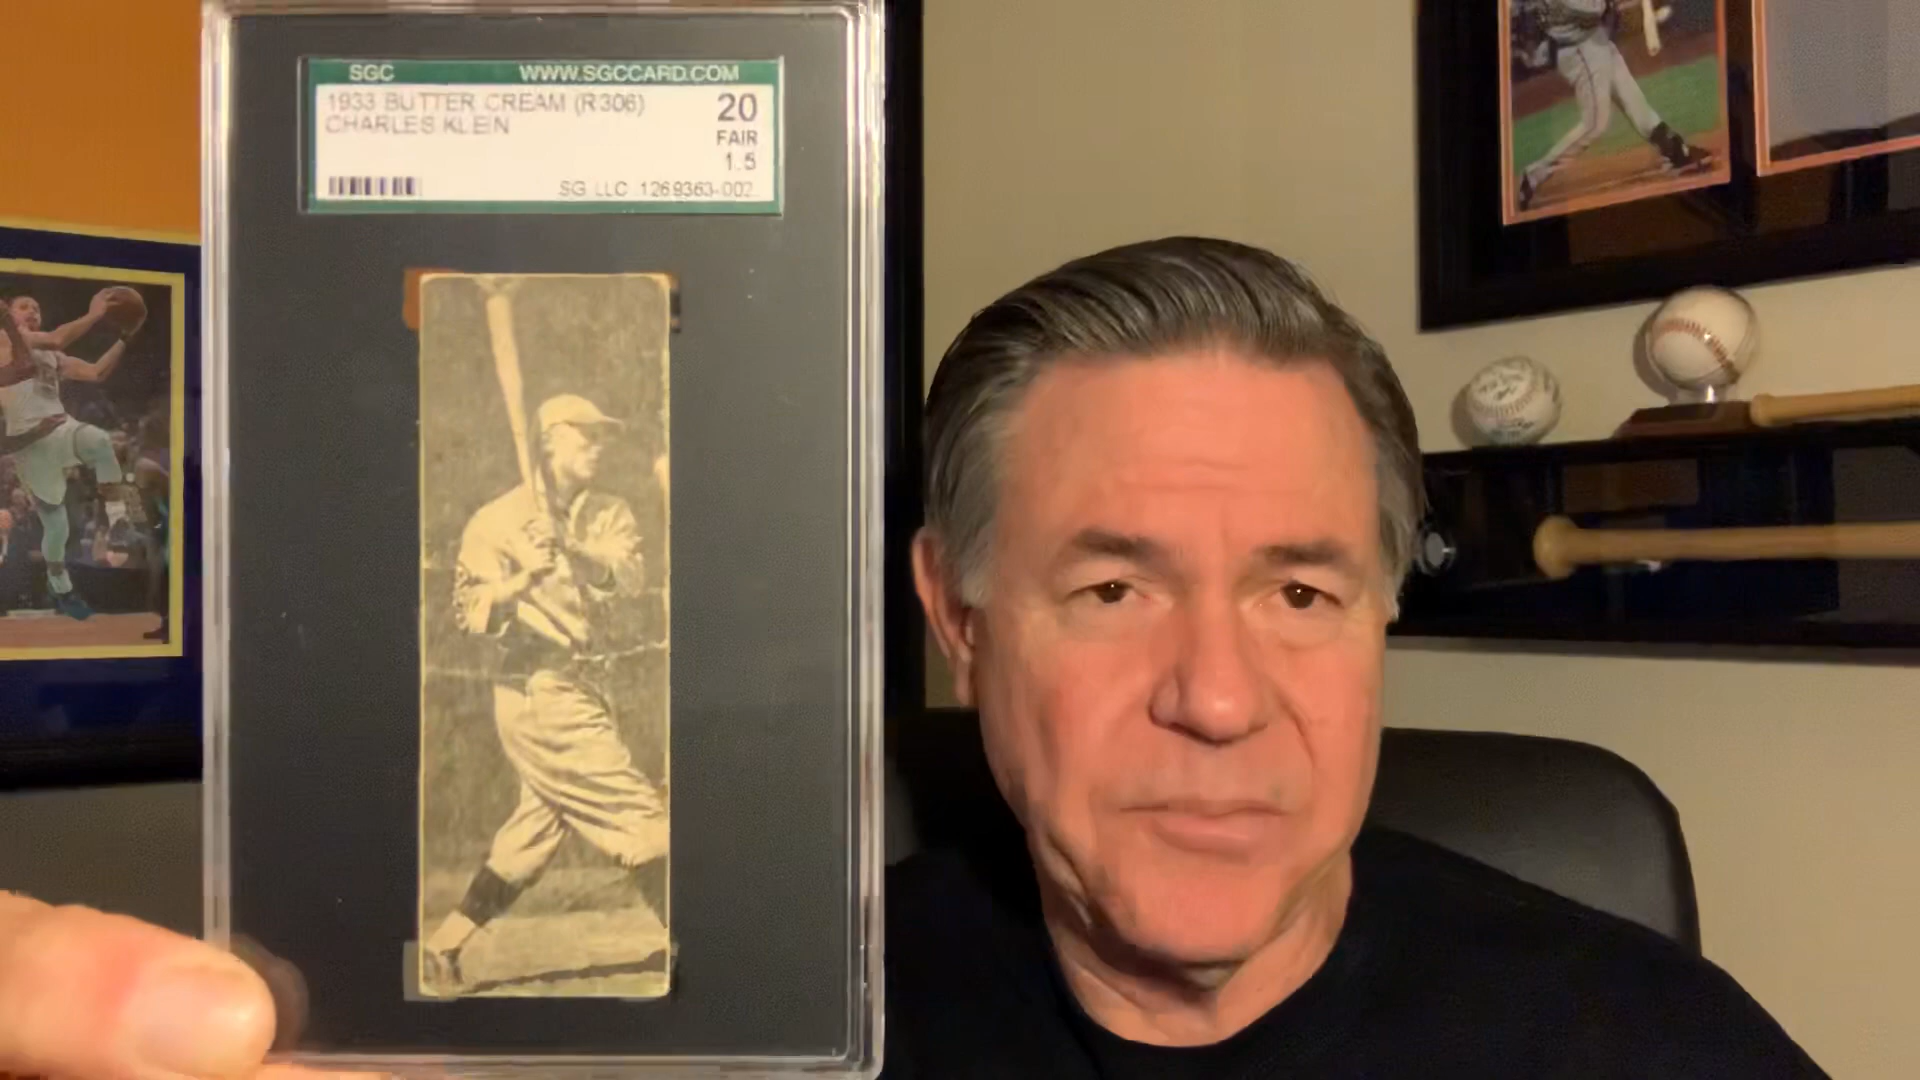 SGC WWW.SGCCARD.COM
1933 BUTTER CREAM (R306) 20
CHARLES KLEIN FAIR
1.5
SG LLC 1269363-002